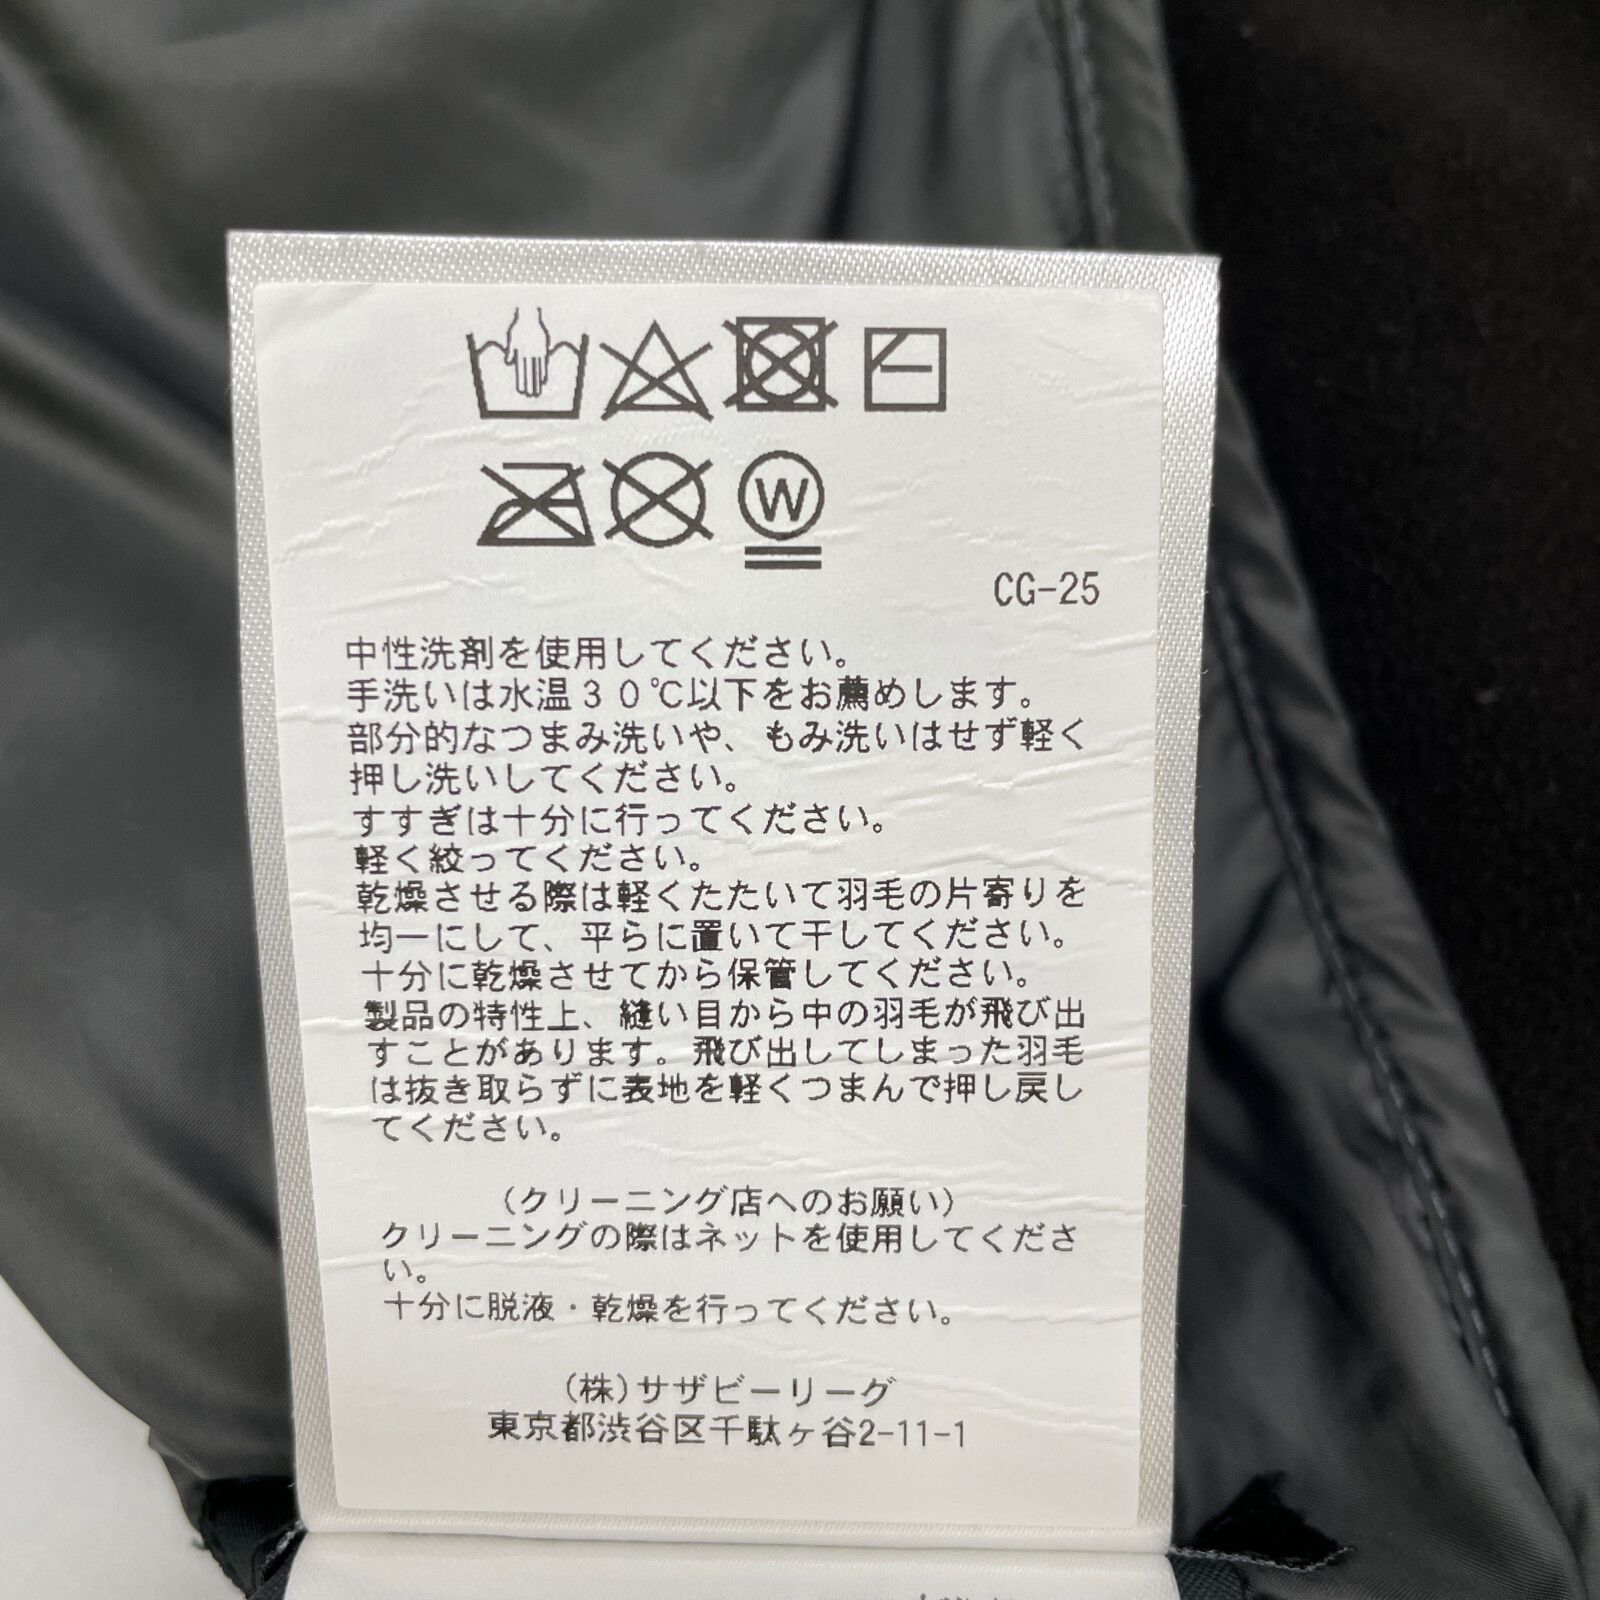 W
CG-25
中性洗剤を使用してください。
手洗いは水温30℃以下をお薦めします。
部分的なつまみ洗いや、もみ洗いはせず軽く
押し洗いしてください。
すすぎは十分に行ってください。
軽く絞ってください。
乾燥させる際は軽くたたいて羽毛の片寄りを
均一にして、平らに置いて干してください。
十分に乾燥させてから保管してください。
製品の特性上、縫い目から中の羽毛が飛び出
すことがあります。飛び出してしまった羽毛
は抜き取らずに表地を軽くつまんで押し戻し
てください。
(クリーニング店へのお願い)
クリーニングの際はネットを使用してくださ
い。
十分に脱液・乾燥を行ってください。
(株)サザビーリーグ
東京都渋谷区千駄ヶ谷2-11-1